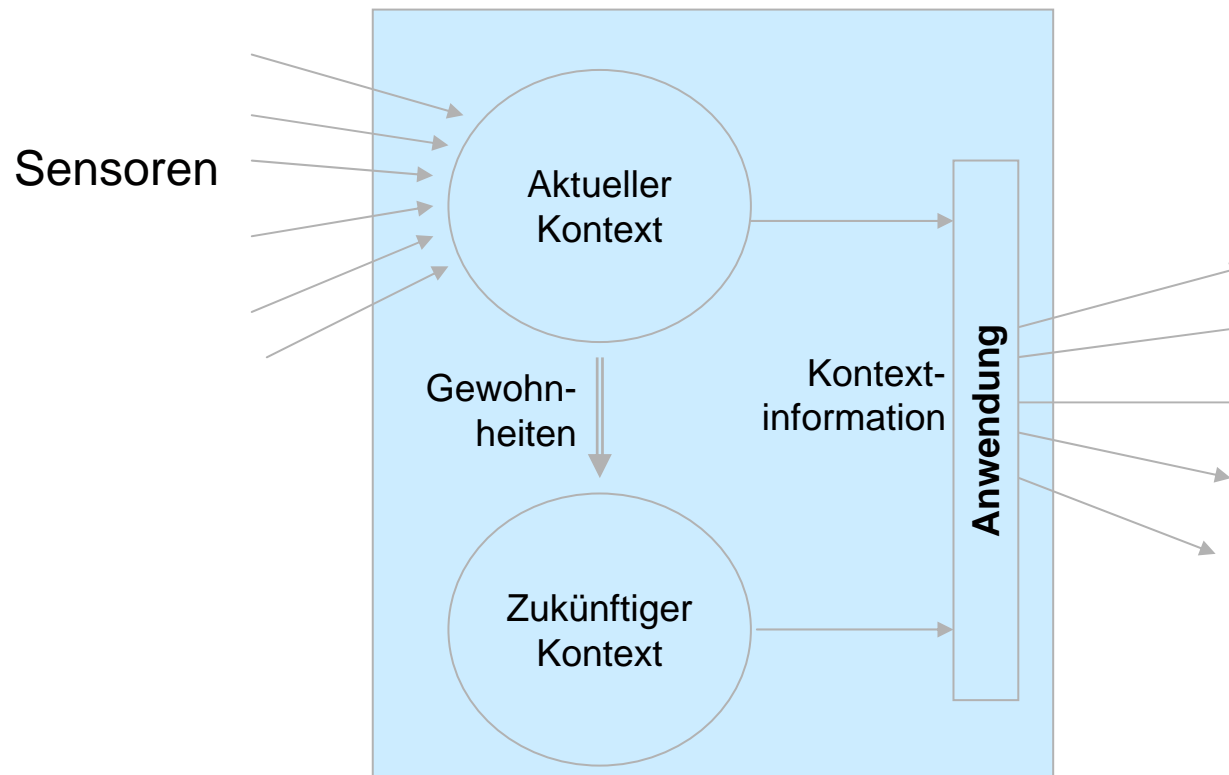 Sensoren
Aktueller
Kontext
Gewohn-
heiten
Kontext-
information
Anwendung
Zukünftiger
Kontext